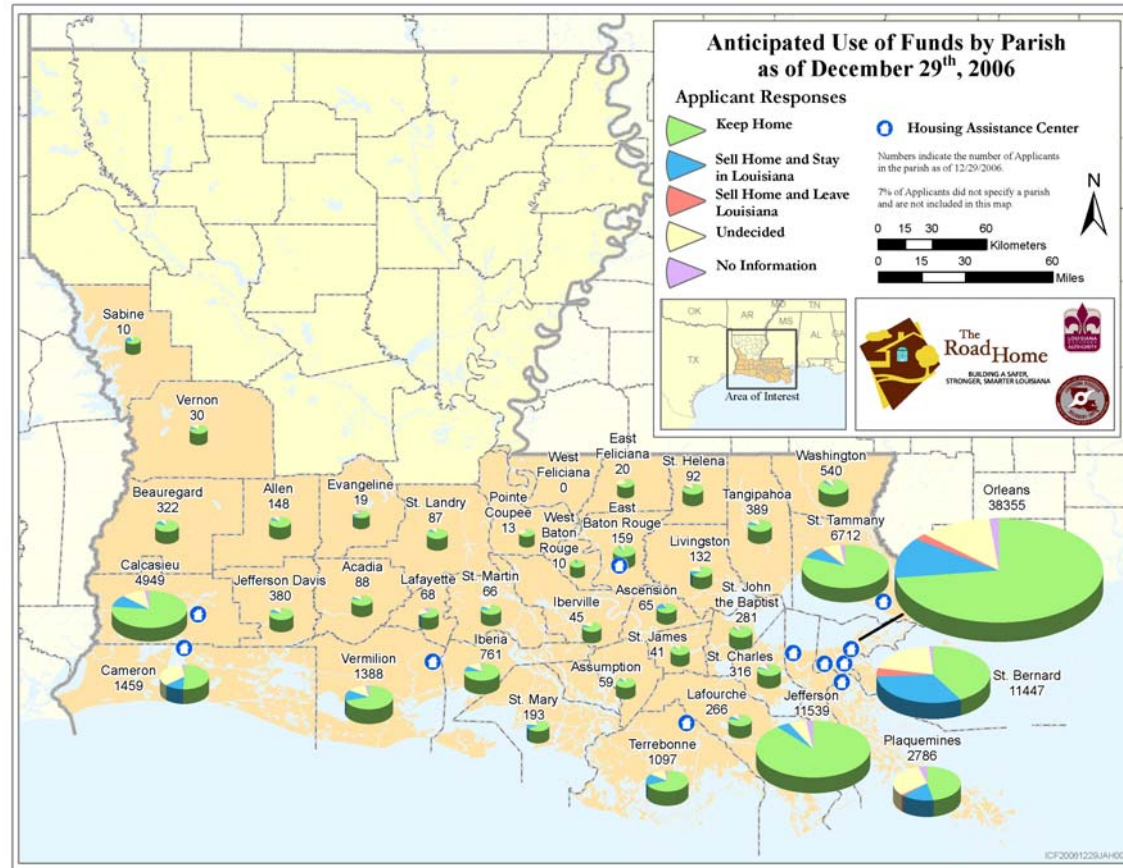 Anticipated Use of Funds by Parish
as of December 29th, 2006
Applicant Responses
Keep Home
Sell Home and Stay
in Louisiana
Sell Home and Leave
Louisiana
Undecided
No Information
Housing Assistance Center
Numbers indicate the number of Applicants
in the parish as of 12/29/2006.
7% of Applicants did not specify a parish
and are not included in this map.
N
0 15 30 60
Kilometers
0 15 30 60
Miles
OK
AR
MO
TN
MS
AL
GA
TX
FL
Area of Interest
The
Road Home
BUILDING A SAFER,
STRONGER, SMARTER LOUISIANA
LOUISIANA
AUTHORITY
Sabine
10
Vernon
30
Beauregard
322
Allen
148
Evangeline
19
St. Landry
87
Pointe
Coupee
13
West
Feliciana
0
East
Feliciana
20
St. Helena
92
Washington
540
Tangipahoa
389
Orleans
38355
St. Tammany
6712
West
Baton
Rouge
10
East
Baton Rouge
159
Livingston
132
Calcasieu
4949
Jefferson Davis
380
Acadia
88
Lafayette
68
St. Martin
66
Iberville
45
Ascension
65
St. John
the Baptist
281
Cameron
1459
Vermilion
1388
Iberia
761
St. James
41
St. Charles
316
Assumption
59
St. Mary
193
Lafourche
266
Jefferson
11539
St. Bernard
11447
Terrebonne
1097
Plaquemines
2786